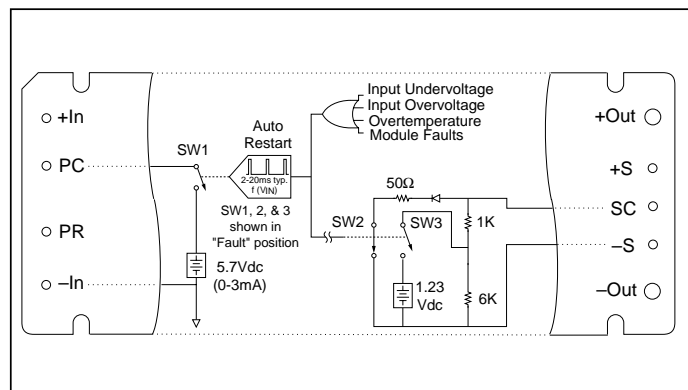 Input Undervoltage
Input Overvoltage
Overtemperature
Module Faults
+In
PC
PR
–In
SW1
Auto
Restart
2-20ms typ.
f (VIN)
SW1, 2, & 3
shown in
"Fault" position
5.7Vdc
(0-3mA)
50Ω
SW2
SW3
1K
1.23
Vdc
6K
+Out
+S
SC
–S
–Out